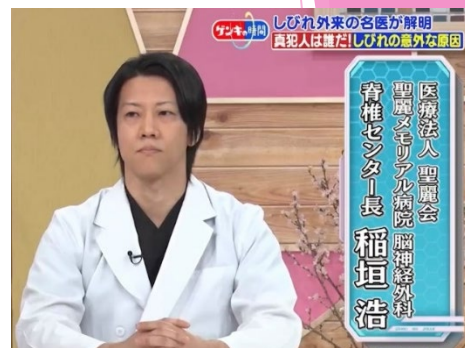 ゲンキの時間
しびれ外来の名医が解明
真犯人は誰だ!しびれの意外な原因
医療法人 聖麗会
聖麗メモリアル病院 脳神経外科
脊椎センター長 稲垣 浩